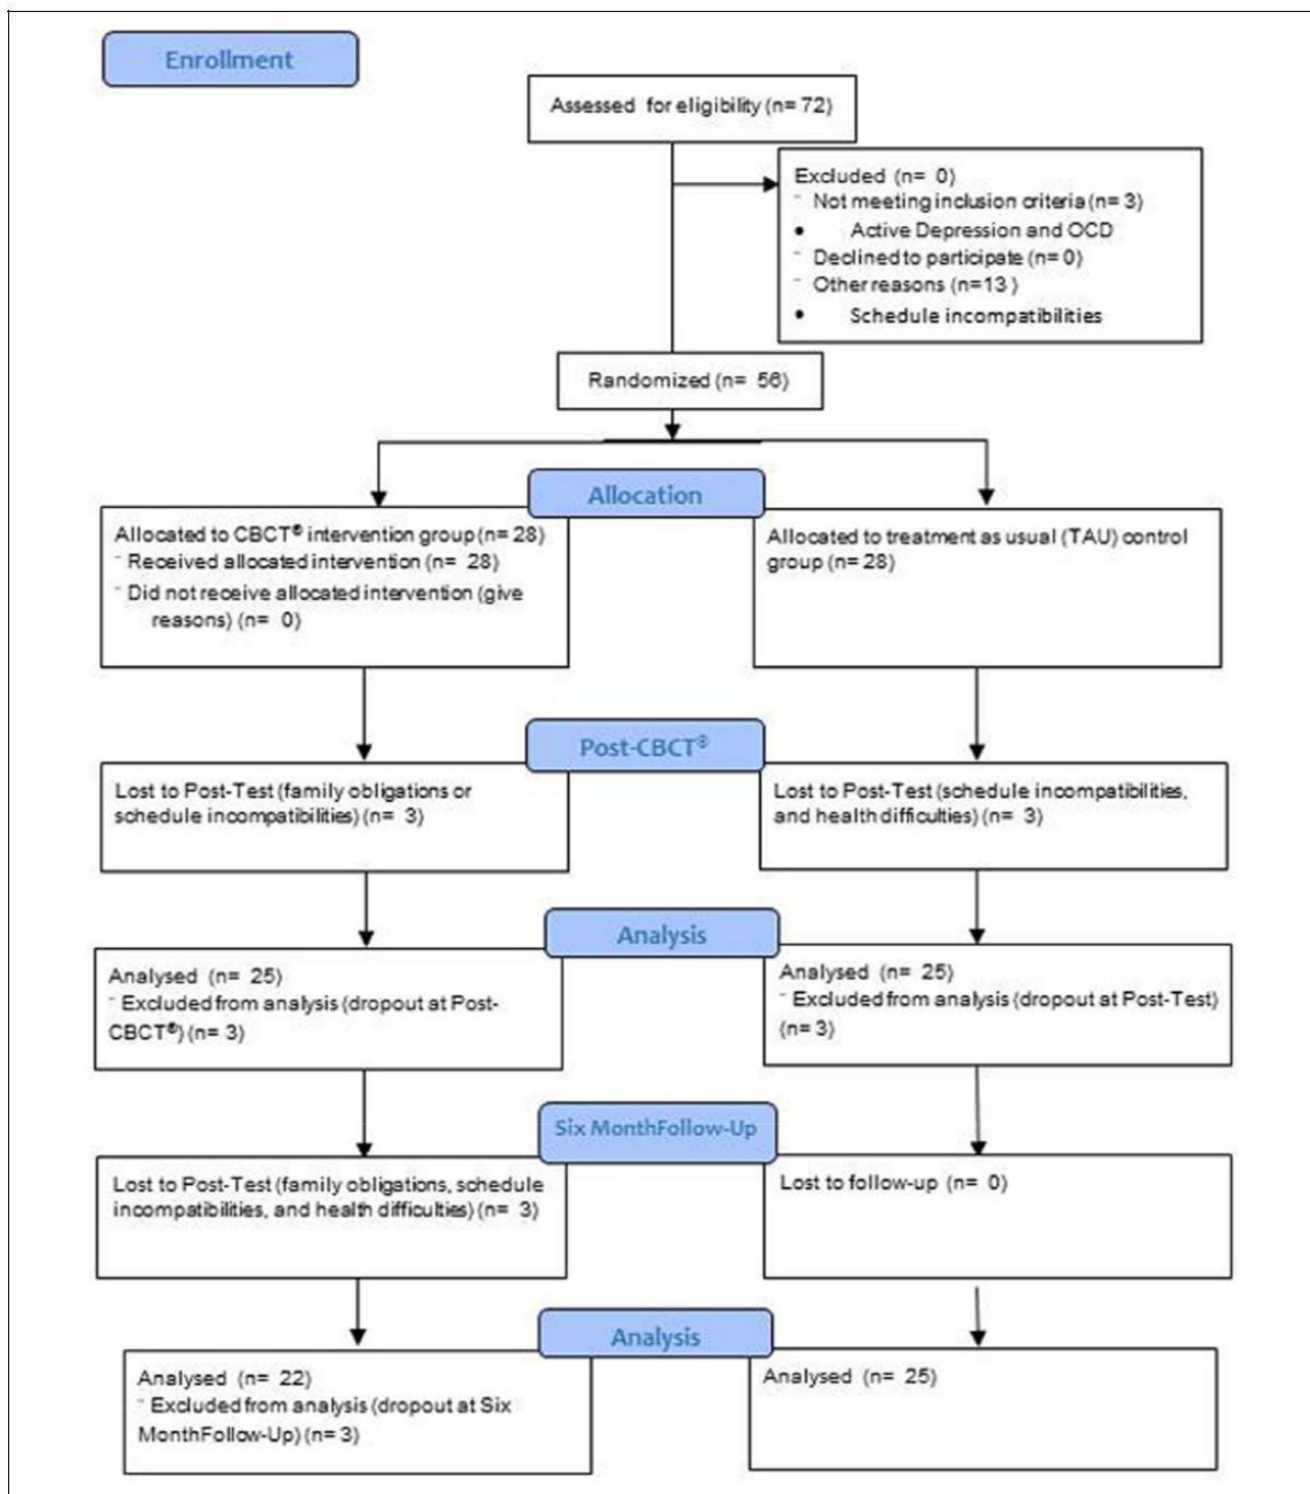 Enrollment
Assessed for eligibility (n= 72)
Excluded (n= 0)
¨ Not meeting inclusion criteria (n= 3)
• Active Depression and OCD
¨ Declined to participate (n= 0)
¨ Other reasons (n=13 )
• Schedule incompatibilities
Randomized (n= 56)
Allocation
Allocated to CBCT® intervention group (n= 28)
¨ Received allocated intervention (n= 28)
¨ Did not receive allocated intervention (give
reasons) (n= 0)
Allocated to treatment as usual (TAU) control
group (n= 28)
Post-CBCT®
Lost to Post-Test (family obligations or
schedule incompatibilities) (n= 3)
Lost to Post-Test (schedule incompatibilities,
and health difficulties) (n= 3)
Analysis
Analysed (n= 25)
¨ Excluded from analysis (dropout at Post-
CBCT®) (n= 3)
Analysed (n= 25)
¨ Excluded from analysis (dropout at Post-Test)
(n= 3)
Six MonthFollow-Up
Lost to Post-Test (family obligations, schedule
incompatibilities, and health difficulties) (n= 3)
Lost to follow-up (n= 0)
Analysis
Analysed (n= 22)
¨ Excluded from analysis (dropout at Six
MonthFollow-Up) (n= 3)
Analysed (n= 25)